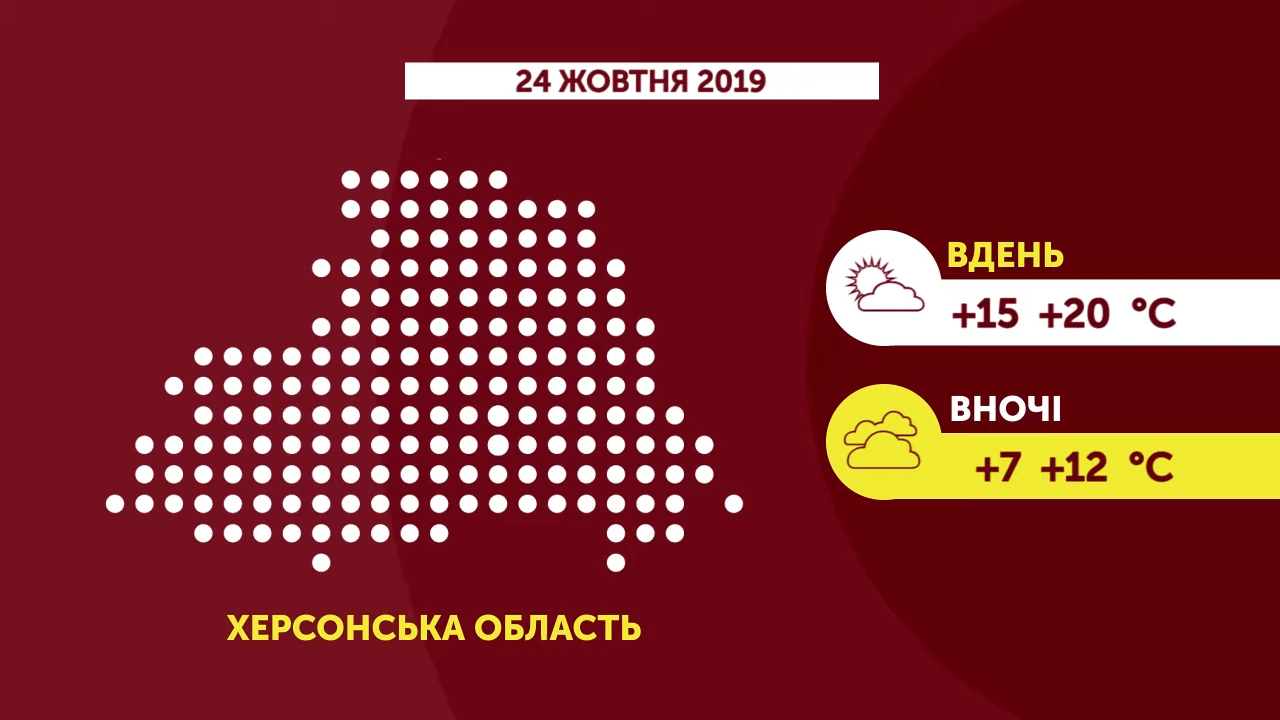 24 ЖОВТНЯ 2019
ВДЕНЬ
+15 +20 °C
ВНОЧІ
+7 +12 °C
ХЕРСОНСЬКА ОБЛАСТЬ